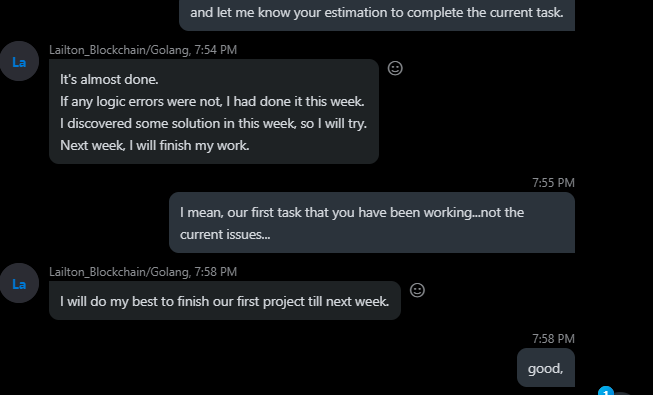 and let me know your estimation to complete the current task.
Lailton_Blockchain/Golang, 7:54 PM
La
It's almost done.
If any logic errors were not, I had done it this week.
I discovered some solution in this week, so I will try.
Next week, I will finish my work.
7:55 PM
I mean, our first task that you have been working...not the
current issues...
Lailton_Blockchain/Golang, 7:58 PM
La
I will do my best to finish our first project till next week.
7:58 PM
good,
1